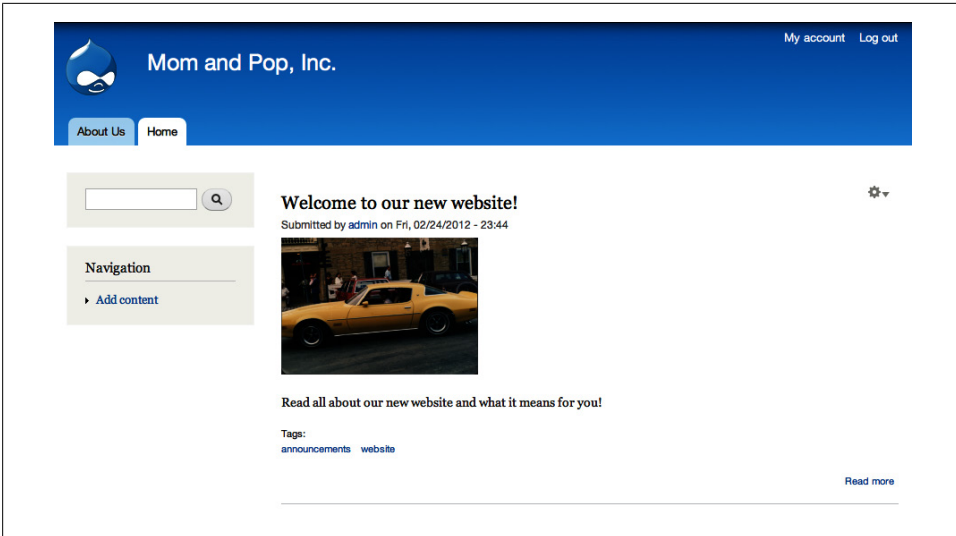 My account Log out
Mom and Pop, Inc.
About Us Home
Welcome to our new website!
Submitted by admin on Fri, 02/24/2012 - 23:44
Navigation
Add content
Read all about our new website and what it means for you!
Tags:
announcements website
Read more